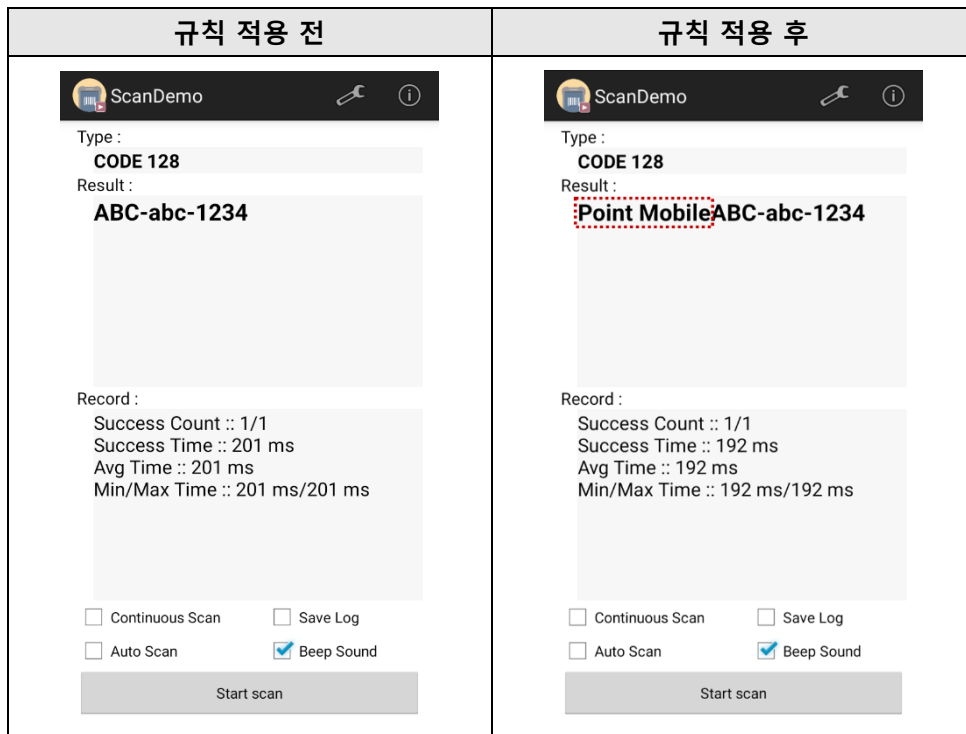 규칙 적용 전
규칙 적용 후
ScanDemo
Type :
CODE 128
Result :
ABC-abc-1234
Record :
Success Count :: 1/1
Success Time :: 201 ms
Avg Time :: 201 ms
Min/Max Time :: 201 ms/201 ms
Continuous Scan
Save Log
Auto Scan
Beep Sound
Start scan
ScanDemo
Type :
CODE 128
Result :
Point MobileABC-abc-1234
Record :
Success Count :: 1/1
Success Time :: 192 ms
Avg Time :: 192 ms
Min/Max Time :: 192 ms/192 ms
Continuous Scan
Save Log
Auto Scan
Beep Sound
Start scan